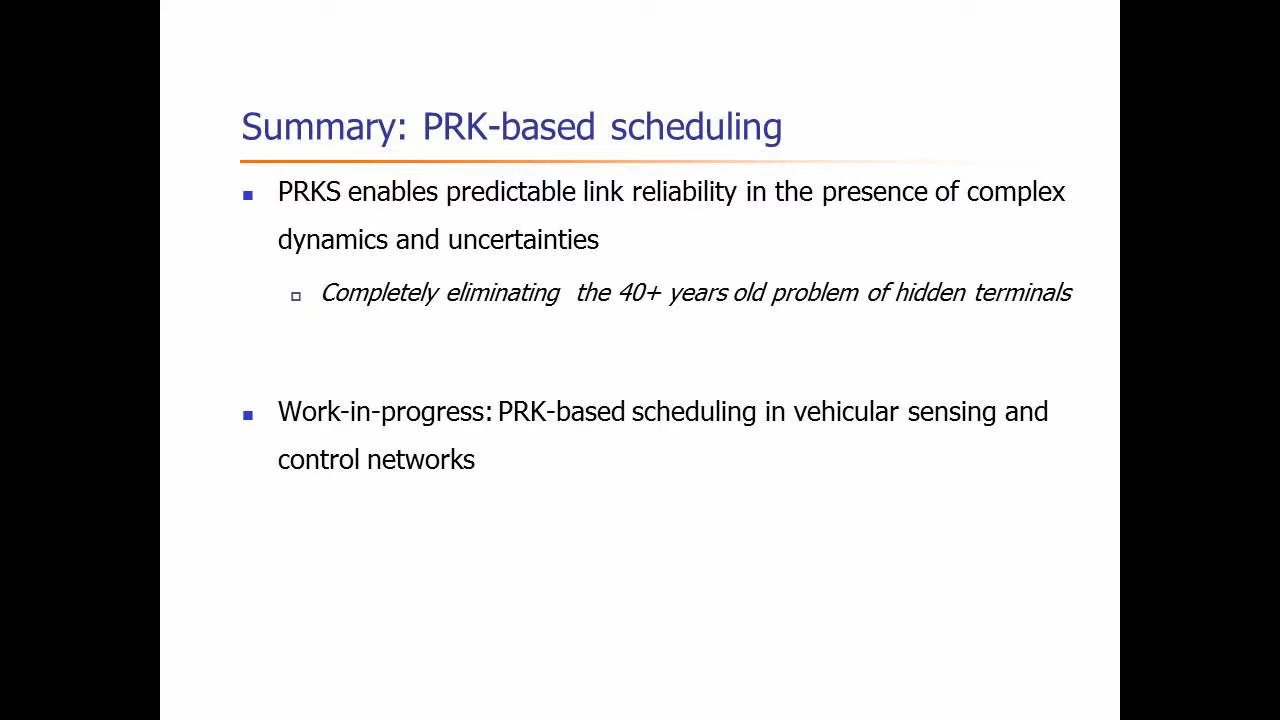 Summary: PRK-based scheduling
PRKS enables predictable link reliability in the presence of complex
dynamics and uncertainties
Completely eliminating the 40+ years old problem of hidden terminals
Work-in-progress: PRK-based scheduling in vehicular sensing and
control networks